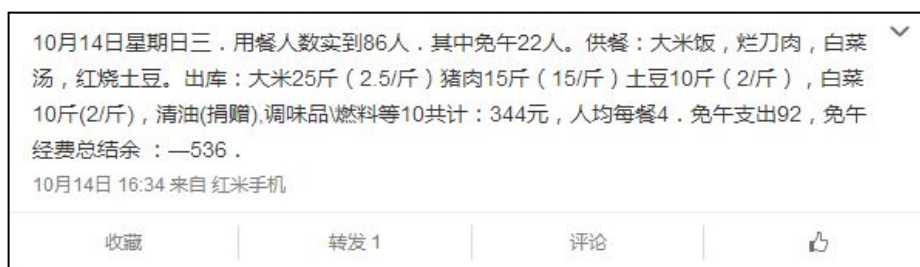 10月14日星期日三．用餐人数实到86人．其中免午22人。供餐：大米饭，烂刀肉，白菜
汤，红烧土豆。出库：大米25斤（2.5/斤）猪肉15斤（15/斤）土豆10斤（2/斤），白菜
10斤(2/斤)，清油(捐赠),调味品\燃料等10共计：344元，人均每餐4．免午支出92，免午
经费总结余 ：—536．
10月14日 16:34 来自 红米手机
收藏 转发 1 评论